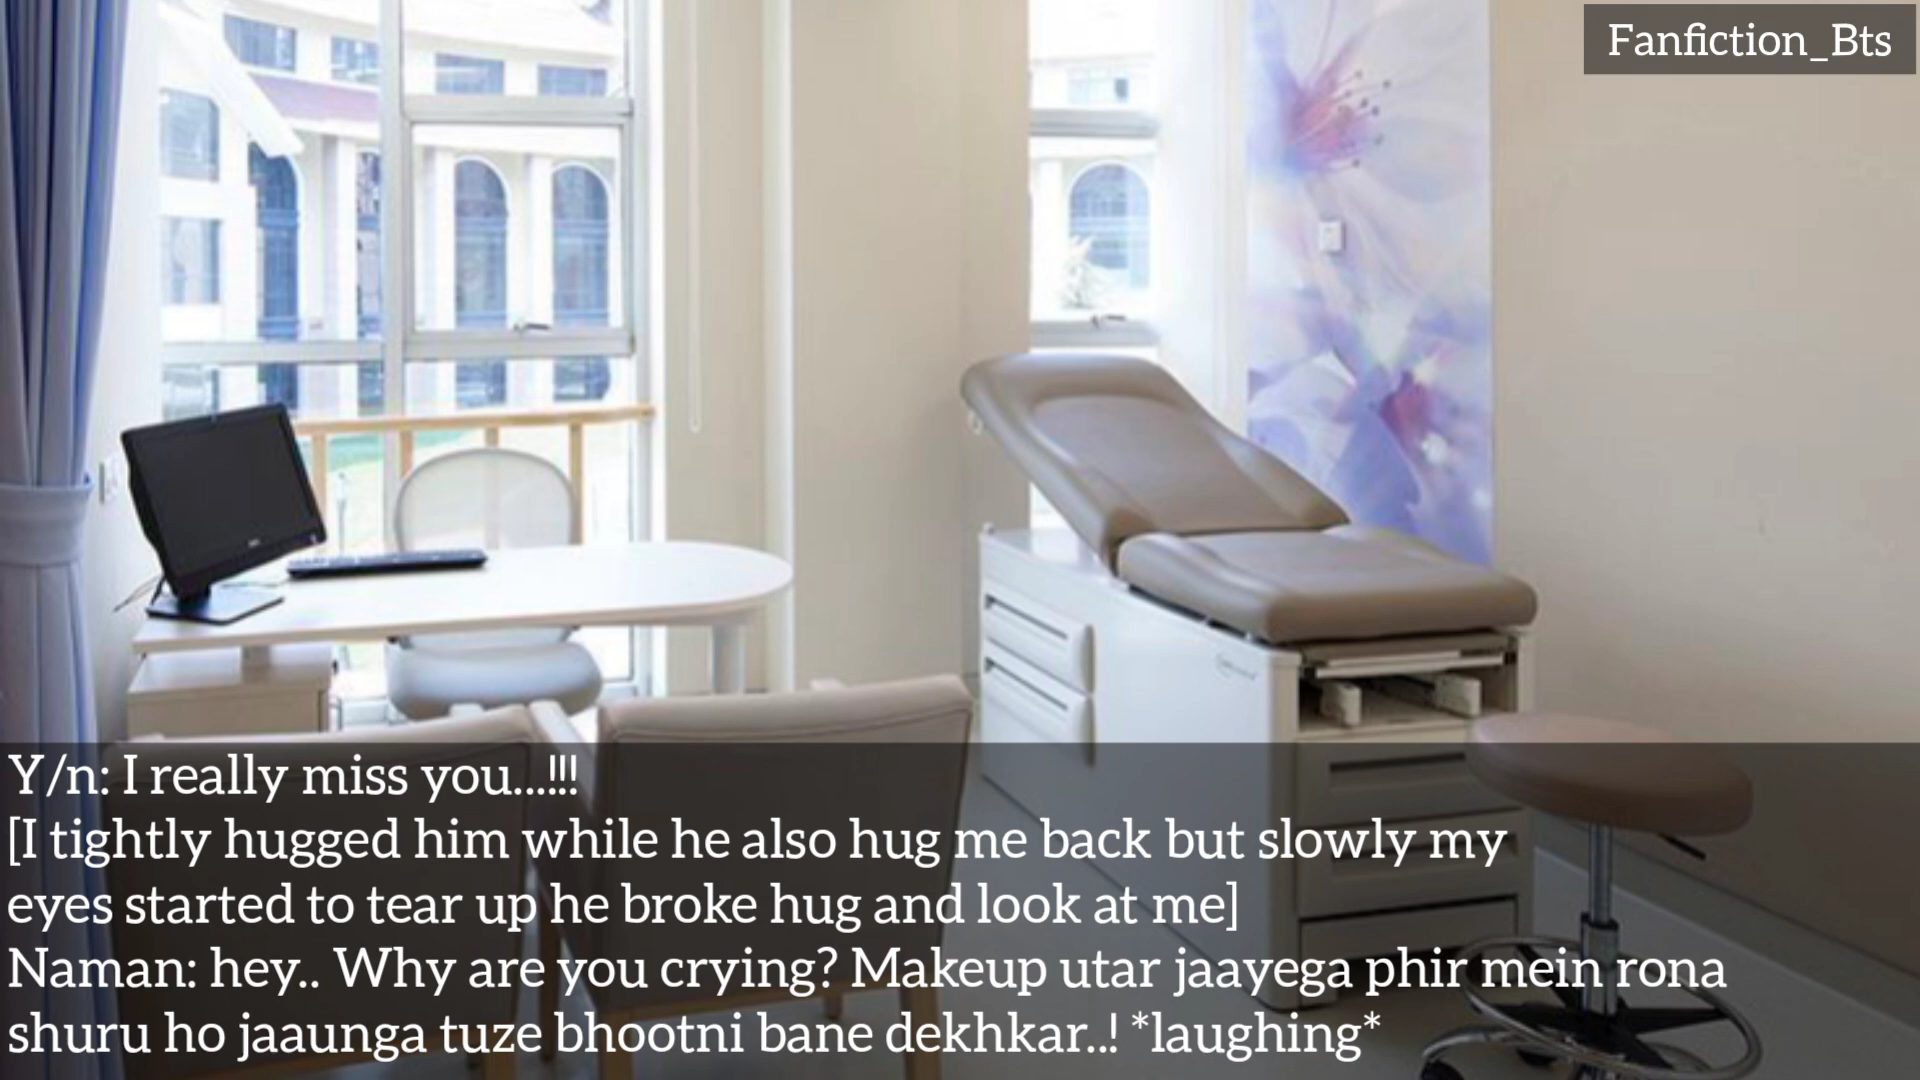 Fanfiction_Bts
Y/n: I really miss you...!!!
[I tightly hugged him while he also hug me back but slowly my
eyes started to tear up he broke hug and look at me]
Naman: hey.. Why are you crying? Makeup utar jaayega phir mein rona
shuru ho jaaunga tuze bhootni bane dekhkar..! *laughing*